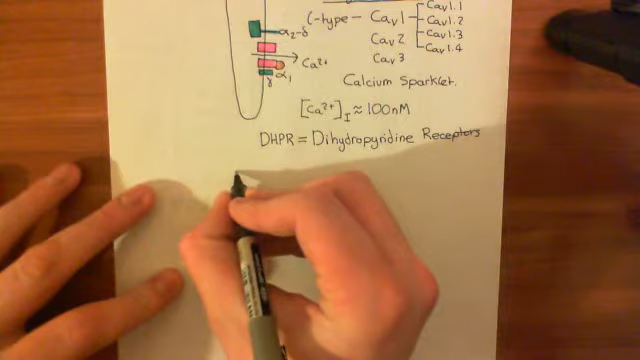 α₂-δ
L-type - Cav1 - Cav1.1
Cav1.2
Cav1.3
Cav1.4
Cav2
Cav3
Ca²⁺
α₁
γ
Calcium Sparklet.
[Ca²⁺]I ≈ 100nM
DHPR = Dihydropyridine Receptors